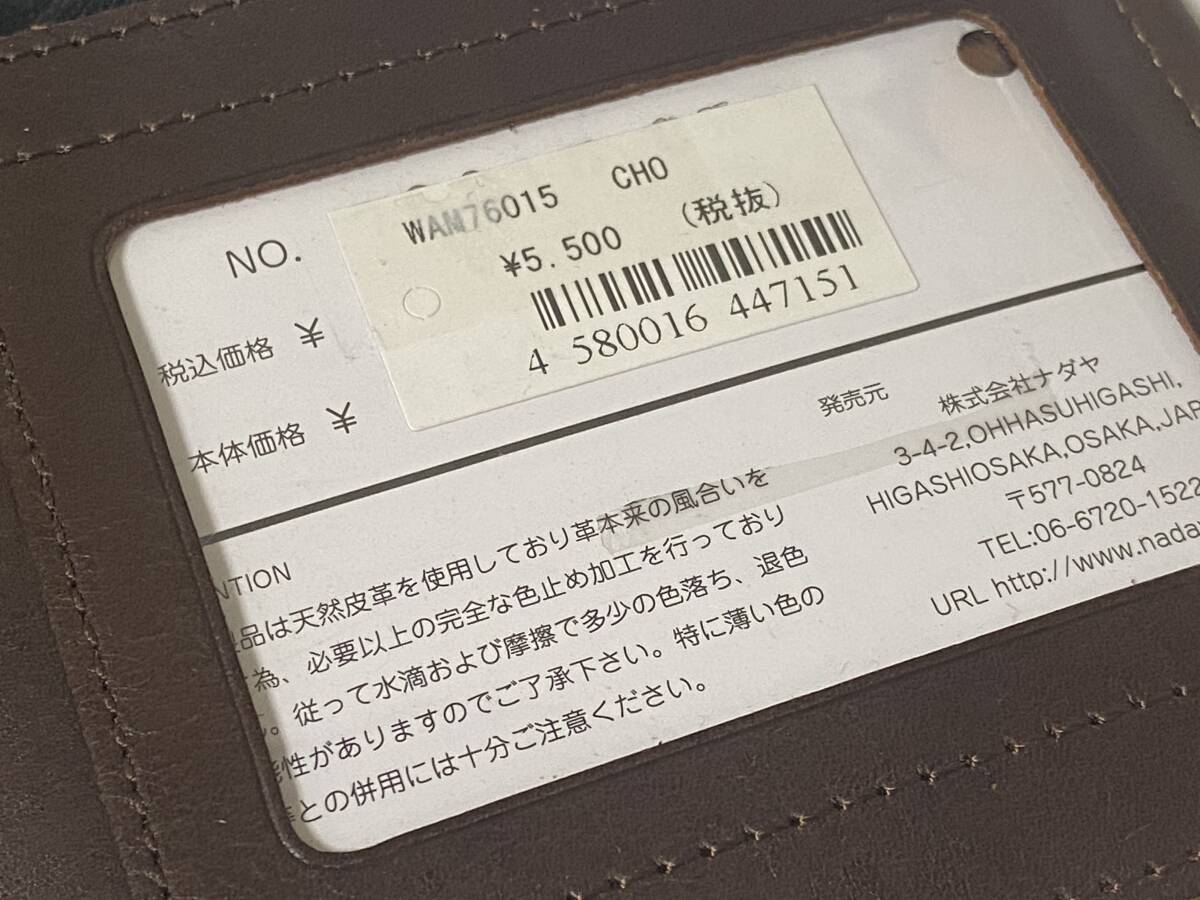 WAM76015 CHO
¥5.500 (税抜)
4 580016 447151
NO.
税込価格 ¥
本体価格 ¥
発売元 株式会社ナダヤ
3-4-2,OHHASUHIGASHI,
HIGASHIOSAKA,OSAKA,JAP
〒577-0824
TEL:06-6720-1522
URL http://www.nada
NTION
品は天然皮革を使用しており革本来の風合いを
為、必要以上の完全な色止め加工を行っており
。従って水滴および摩擦で多少の色落ち、退色
能性がありますのでご了承下さい。特に薄い色の
との併用には十分ご注意ください。